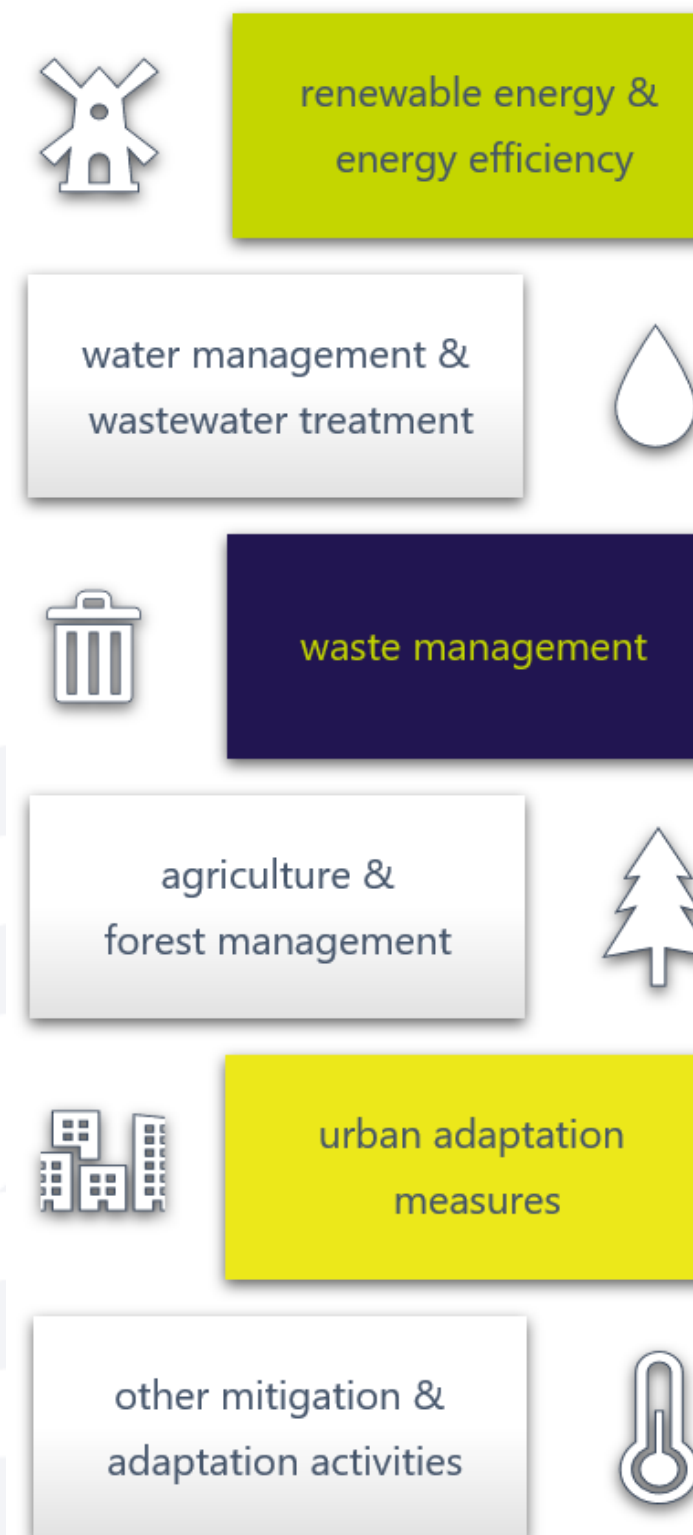 renewable energy &
energy efficiency
water management &
wastewater treatment
waste management
agriculture &
forest management
urban adaptation
measures
other mitigation &
adaptation activities